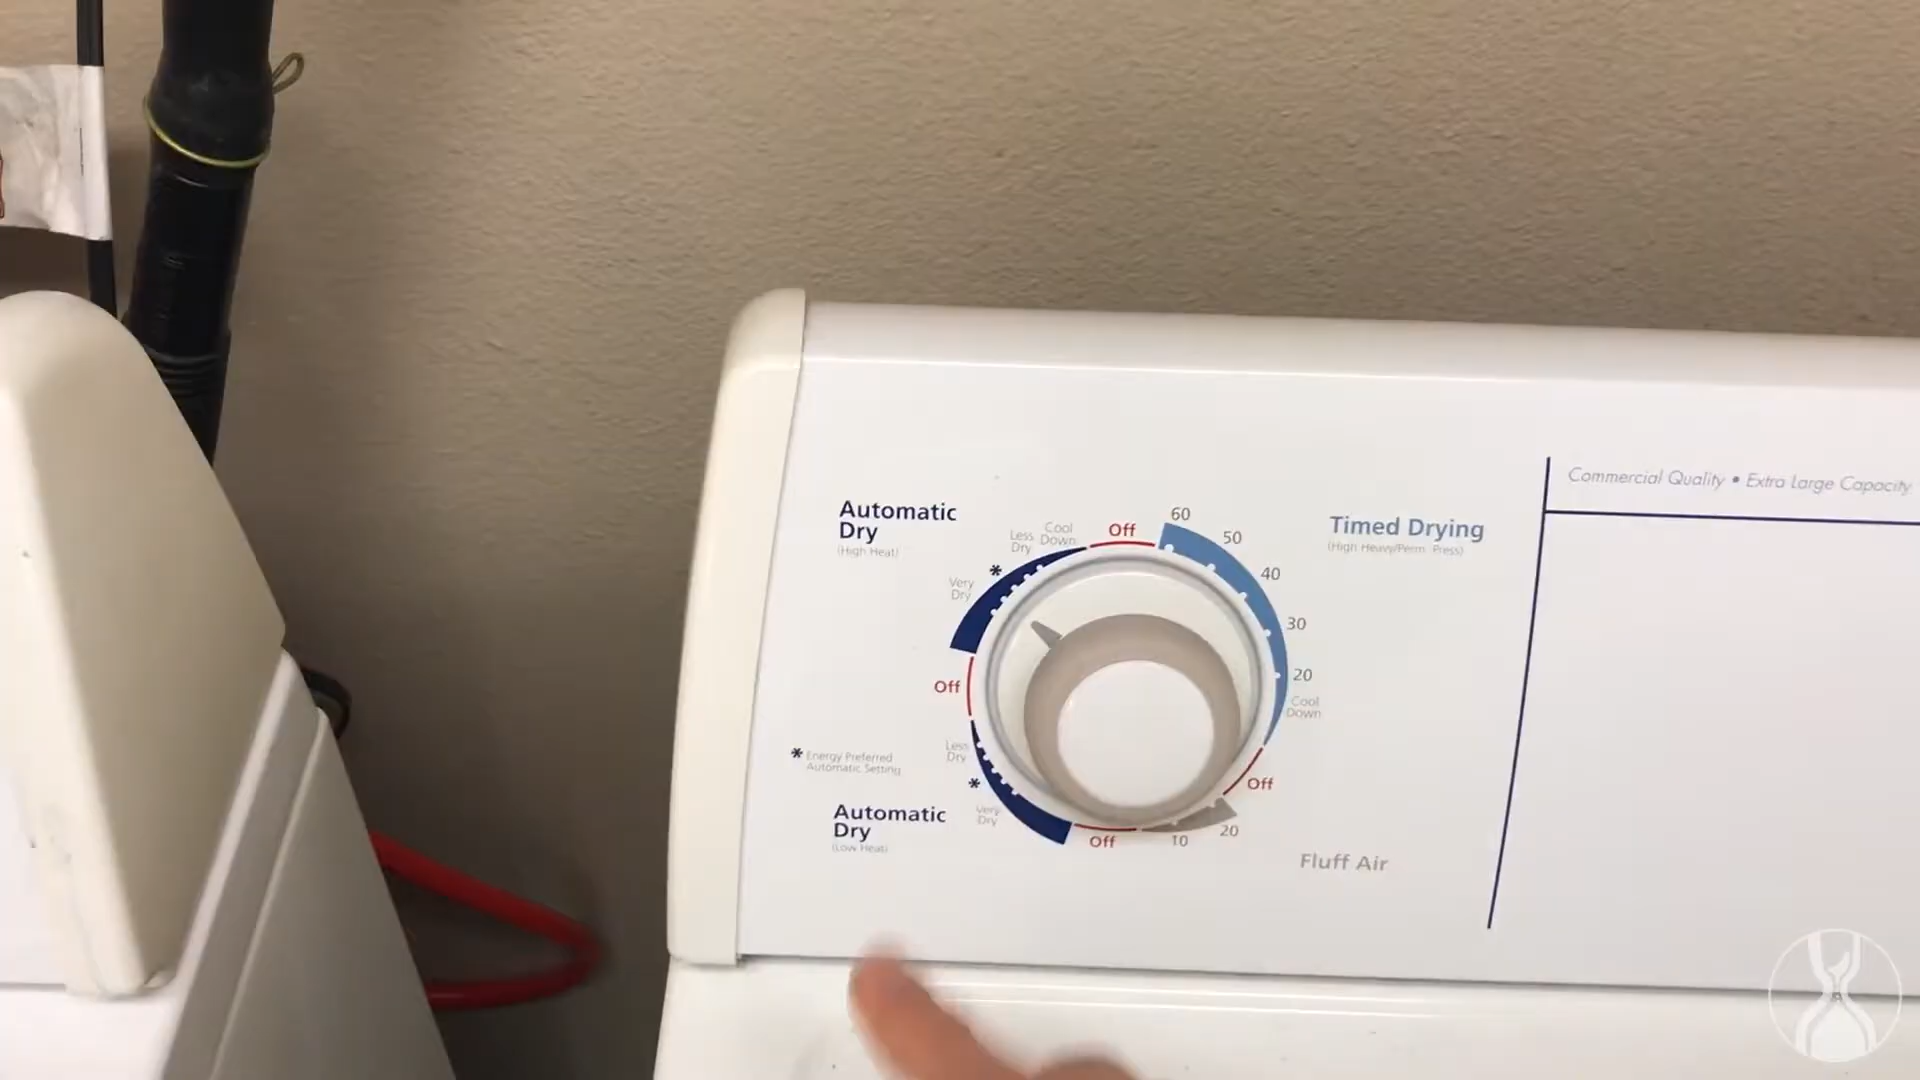 Commercial Quality • Extra Large Capacity
Automatic
Dry
(High Heat)
Less
Dry
Cool
Down
Off
60
50
40
30
20
Cool
Down
Timed Drying
(High Heavy/Perm. Press)
*
Very
Dry
Off
Less
Dry
* Energy Preferred
Automatic Setting
*
Very
Dry
Automatic
Dry
(Low Heat)
Off
10
20
Off
Fluff Air